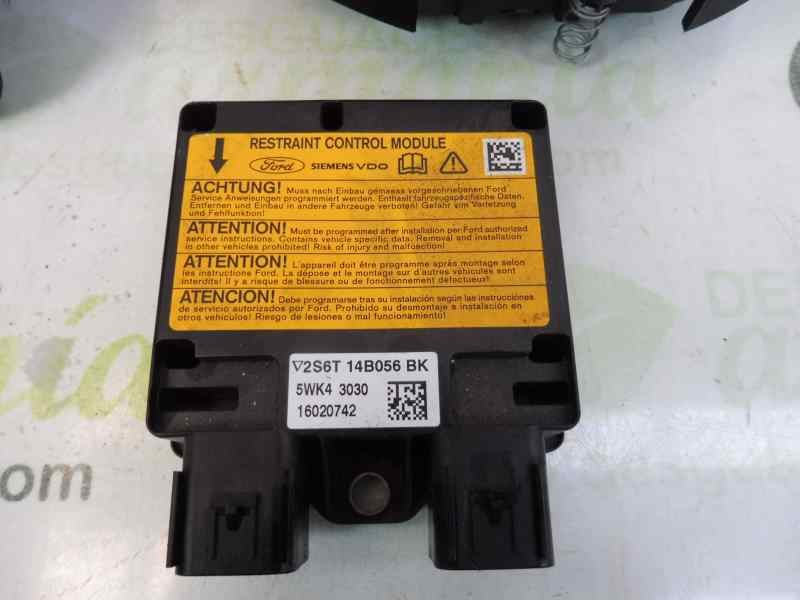 RESTRAINT CONTROL MODULE
Ford SIEMENS VDO
ACHTUNG! Muss nach Einbau gemaess vorgeschriebenen Ford
Service Anweisungen programmiert werden. Enthaelt fahrzeugspezifische Daten.
Entfernen und Einbau in andere Fahrzeuge verboten! Gefahr von Verletzung
und Fehlfunktion!
ATTENTION! Must be programmed after installation per Ford authorized
service instructions. Contains vehicle specific data. Removal and installation
in other vehicles prohibited! Risk of injury and malfection!
ATTENTION! L'appareil doit être programme après montage selon
les instructions Ford. La dépose et le montage sur d'autres véhicules sont
interdits! Il y a risque de blessure ou de fonctionnement defectueux!
ATENCION! Debe programarse tras su instalación según las instrucciónes
de servicio autorizados por Ford. Prohibido su desmontaje o instalación en
otros vehiculos! Riesgo de lesiones o mal funcionamiento!
V2S6T 14B056 BK
5WK4 3030
16020742